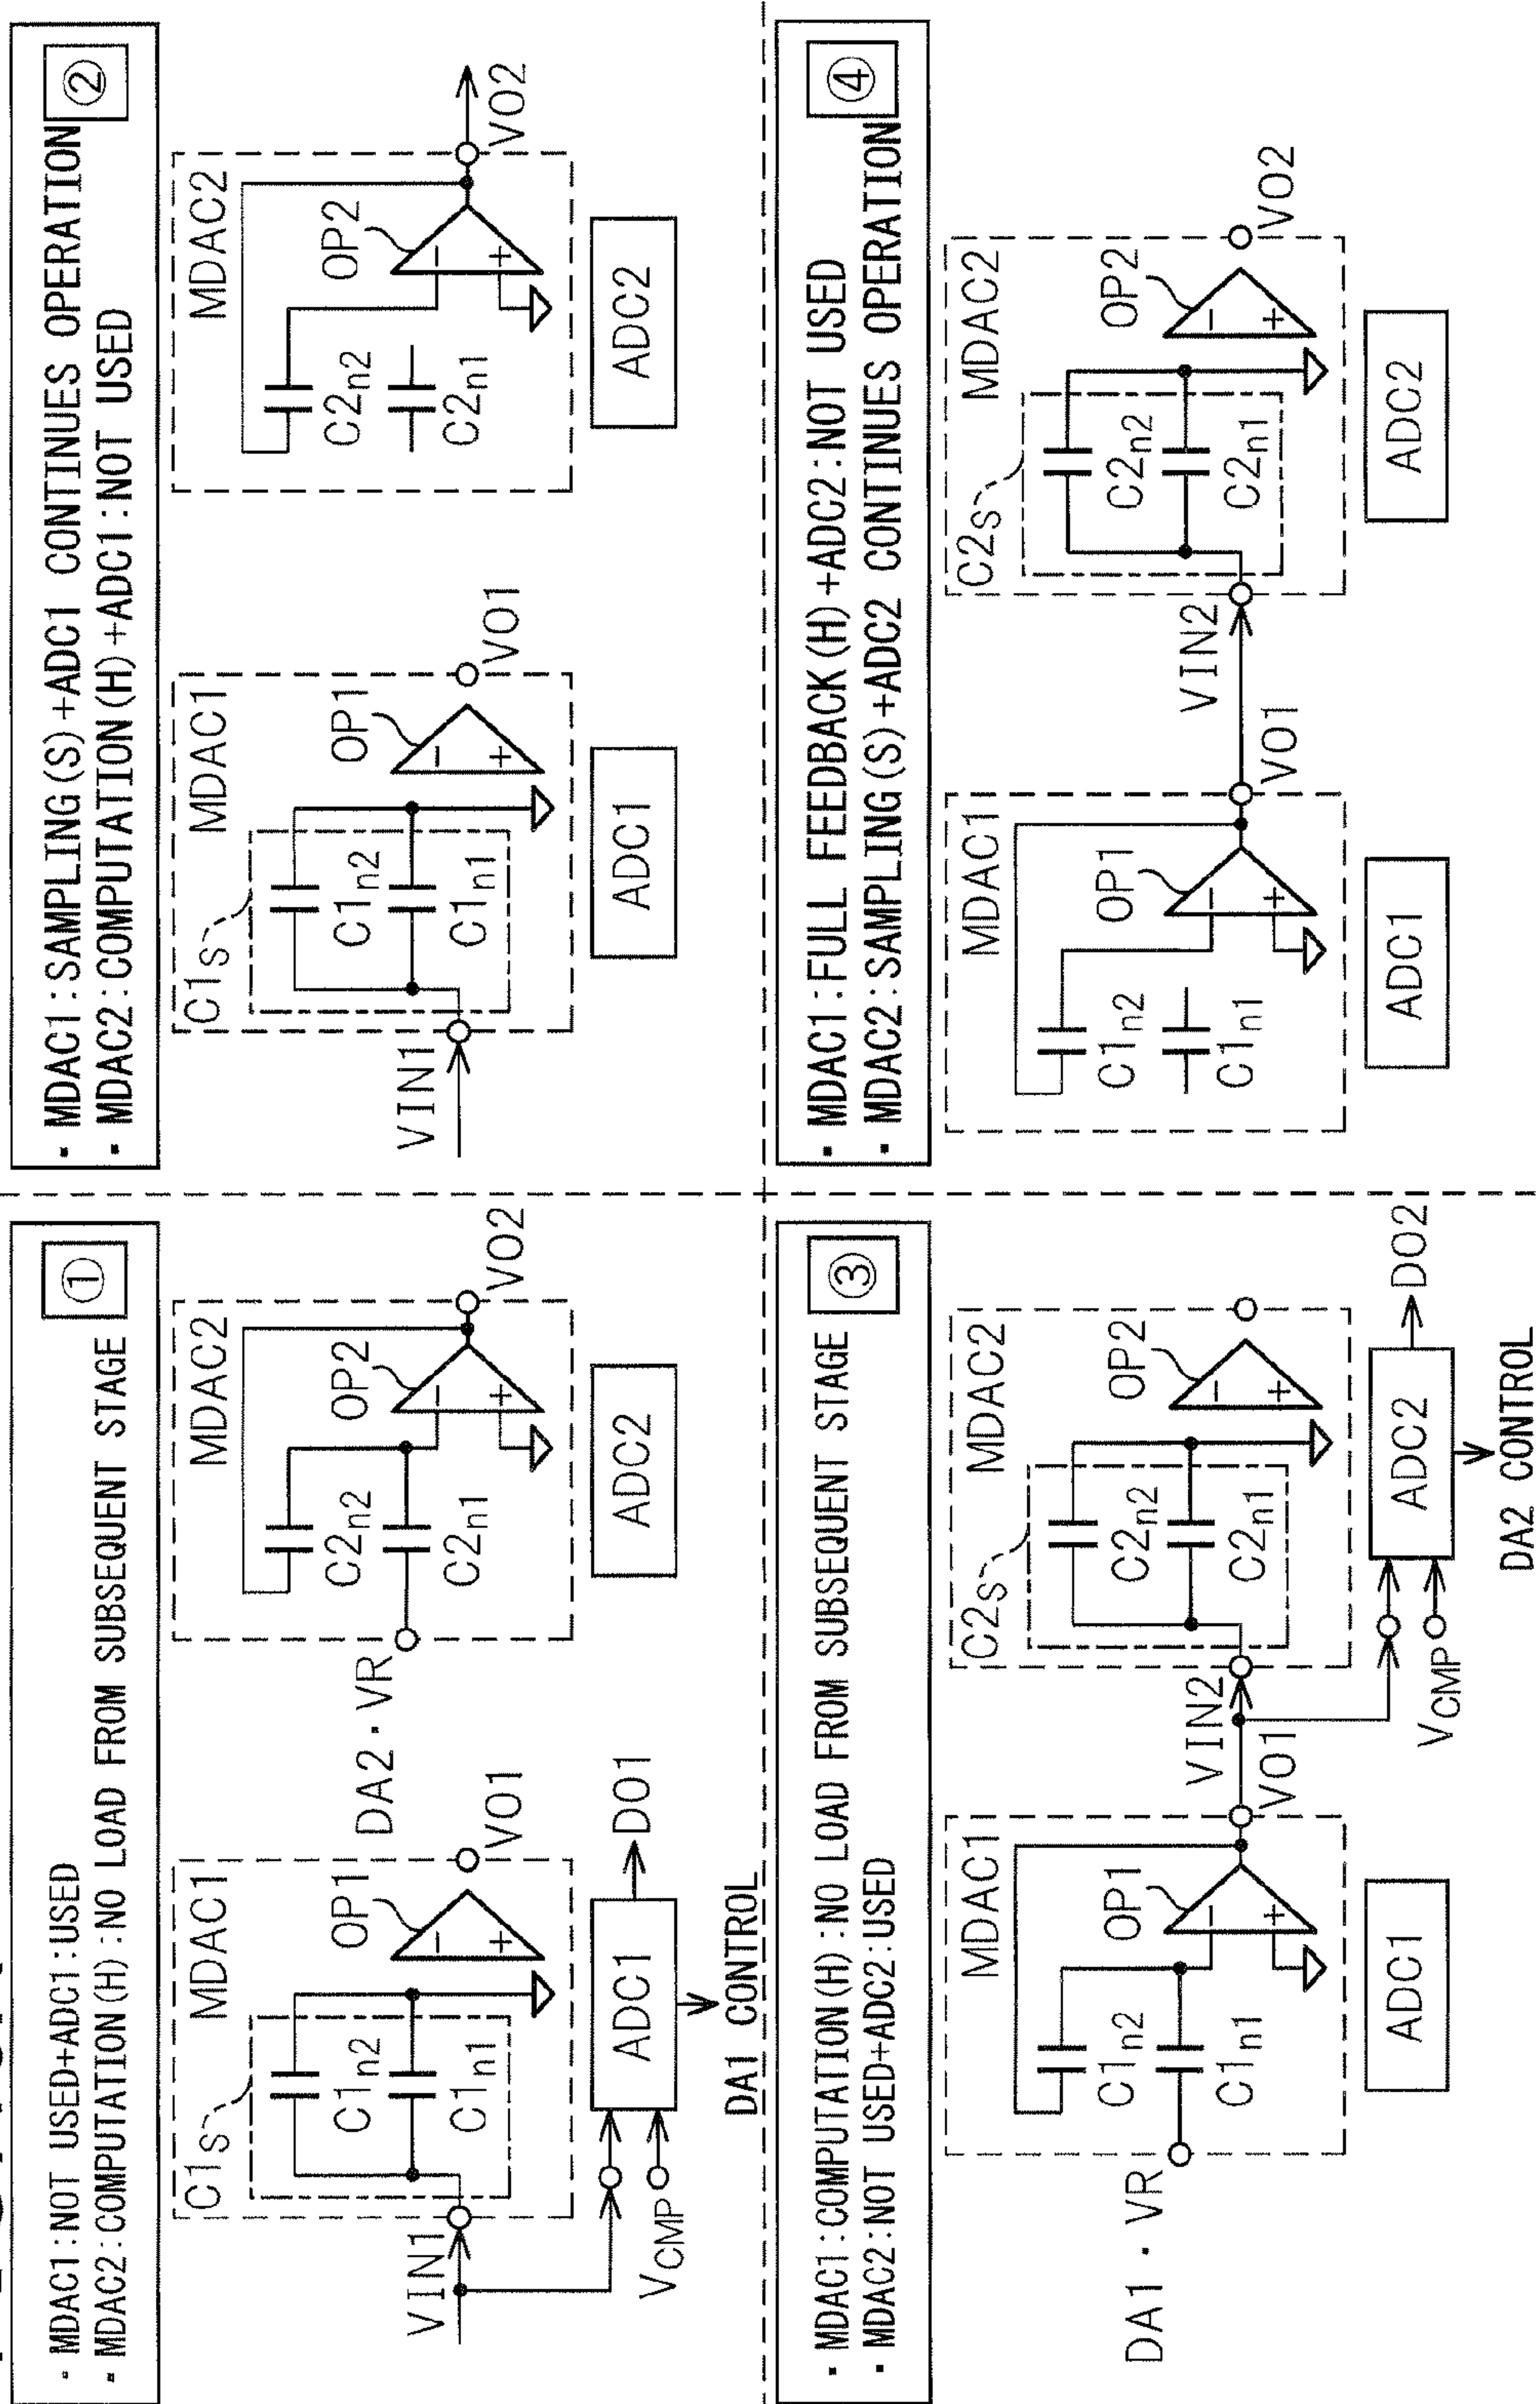 ①
· MDAC1:NOT USED+ADC1:USED
· MDAC2:COMPUTATION(H):NO LOAD FROM SUBSEQUENT STAGE
C1S
MDAC1
C1n2
C1n1
OP1
-
+
VIN1
VO1
VCMP
ADC1
DO1
DA1 CONTROL
MDAC2
C2n2
C2n1
OP2
-
+
DA2·VR
VO2
ADC2
②
· MDAC1:SAMPLING(S)+ADC1 CONTINUES OPERATION
· MDAC2:COMPUTATION(H)+ADC1:NOT USED
C1S
MDAC1
C1n2
C1n1
OP1
-
+
VIN1
VO1
ADC1
MDAC2
C2n2
C2n1
OP2
-
+
VO2
ADC2
③
· MDAC1:COMPUTATION(H):NO LOAD FROM SUBSEQUENT STAGE
· MDAC2:NOT USED+ADC2:USED
MDAC1
C1n2
C1n1
OP1
-
+
DA1·VR
VO1
ADC1
VIN2
C2S
MDAC2
C2n2
C2n1
OP2
-
+
VCMP
ADC2
DO2
DA2 CONTROL
④
· MDAC1:FULL FEEDBACK(H)+ADC2:NOT USED
· MDAC2:SAMPLING(S)+ADC2 CONTINUES OPERATION
MDAC1
C1n2
C1n1
OP1
-
+
VO1
ADC1
VIN2
C2S
MDAC2
C2n2
C2n1
OP2
-
+
VO2
ADC2